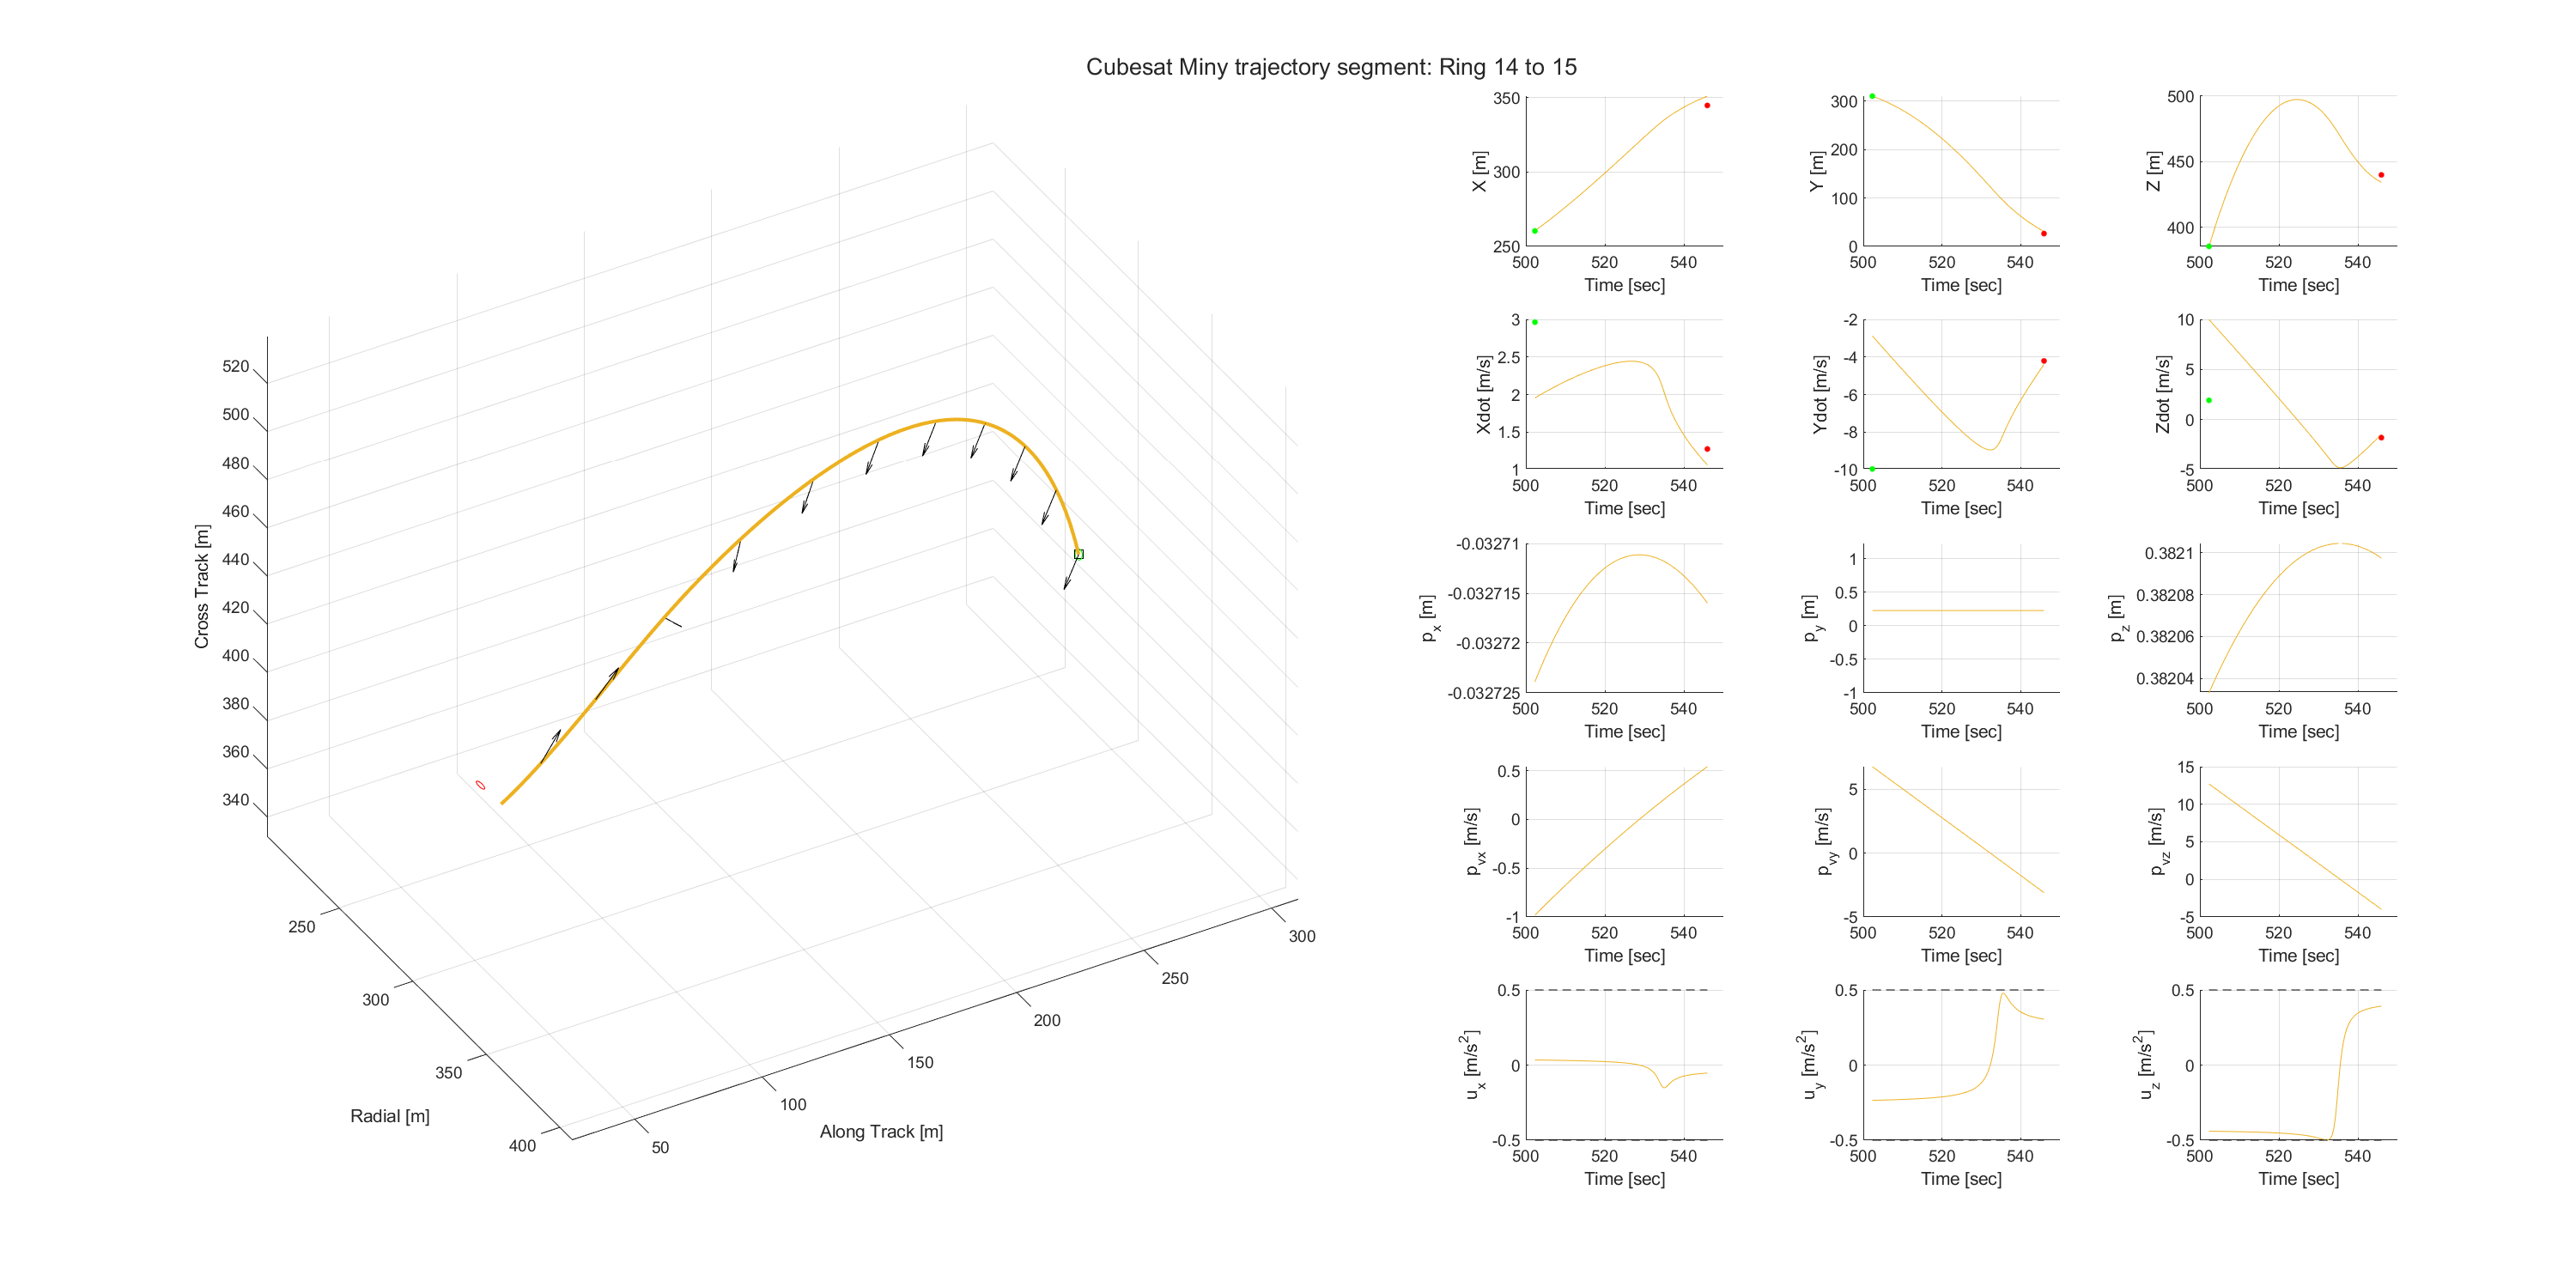 Cubesat Miny trajectory segment: Ring 14 to 15
520
500
480
460
440
420
400
380
360
340
Cross Track [m]
250
300
350
400
Radial [m]
50
100
150
200
250
300
Along Track [m]
350
300
250
X [m]
500 520 540
Time [sec]
300
200
100
0
Y [m]
500 520 540
Time [sec]
500
450
400
Z [m]
500 520 540
Time [sec]
3
2.5
2
1.5
1
Xdot [m/s]
500 520 540
Time [sec]
-2
-4
-6
-8
-10
Ydot [m/s]
500 520 540
Time [sec]
10
5
0
-5
Zdot [m/s]
500 520 540
Time [sec]
-0.03271
-0.032715
-0.03272
-0.032725
p_x [m]
500 520 540
Time [sec]
1
0.5
0
-0.5
-1
p_y [m]
500 520 540
Time [sec]
0.3821
0.38208
0.38206
0.38204
p_z [m]
500 520 540
Time [sec]
0.5
0
-0.5
-1
p_vx [m/s]
500 520 540
Time [sec]
5
0
-5
p_vy [m/s]
500 520 540
Time [sec]
15
10
5
0
-5
p_vz [m/s]
500 520 540
Time [sec]
0.5
0
-0.5
u_x [m/s²]
500 520 540
Time [sec]
0.5
0
-0.5
u_y [m/s²]
500 520 540
Time [sec]
0.5
0
-0.5
u_z [m/s²]
500 520 540
Time [sec]